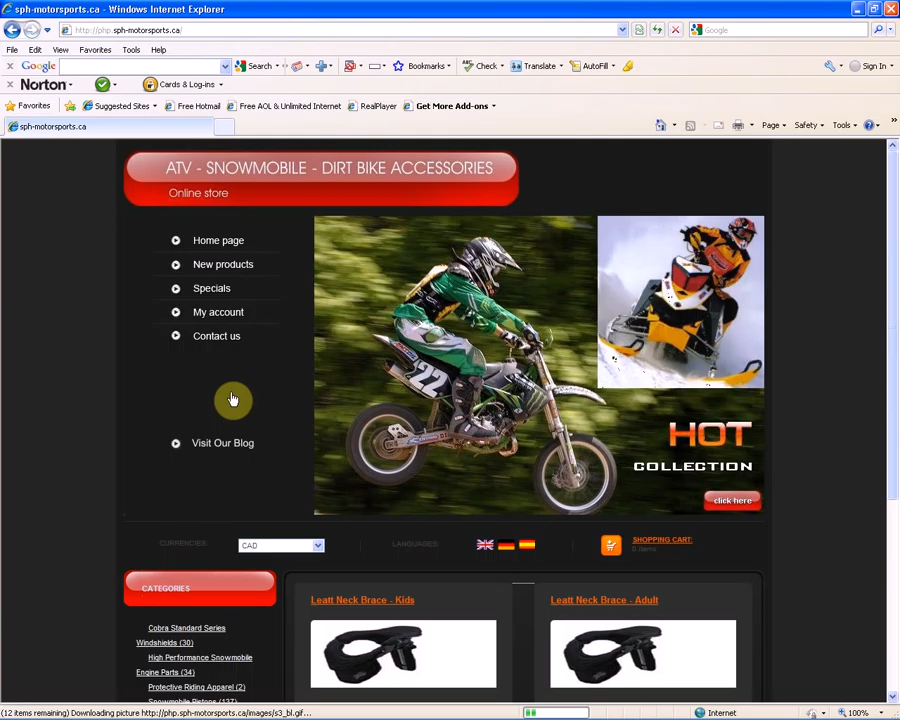 sph-motorsports.ca - Windows Internet Explorer
http://php.sph-motorsports.ca/
Google
File Edit View Favorites Tools Help
Google Search Bookmarks Check Translate AutoFill Sign In
Norton Cards & Log-ins
Favorites Suggested Sites Free Hotmail Free AOL & Unlimited Internet RealPlayer Get More Add-ons
sph-motorsports.ca Page Safety Tools
ATV - SNOWMOBILE - DIRT BIKE ACCESSORIES
Online store
Home page
New products
Specials
My account
Contact us
Visit Our Blog
22
HOT
COLLECTION
click here
CURRENCIES: CAD LANGUAGES: SHOPPING CART:
0 items
CATEGORIES
Leatt Neck Brace - Kids Leatt Neck Brace - Adult
Cobra Standard Series
Windshields (30)
High Performance Snowmobile
Engine Parts (34)
Protective Riding Apparel (2)
Snowmobile Pistons (137)
(12 items remaining) Downloading picture http://php.sph-motorsports.ca/images/s3_bl.gif... Internet 100%